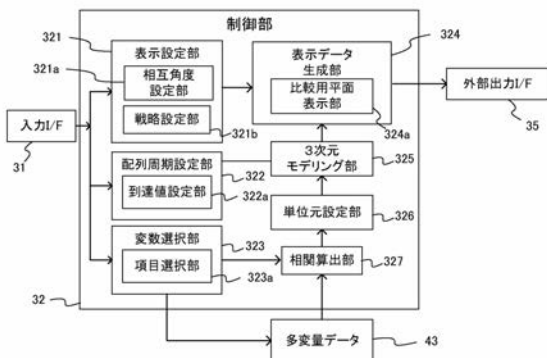 制御部
321
表示設定部
321a
相互角度
設定部
戦略設定部
321b
324
表示データ
生成部
比較用平面
表示部
324a
外部出力I/F
35
入力I/F
31
配列周期設定部
322
到達値設定部
322a
3次元
モデリング部
325
単位元設定部
326
変数選択部
323
項目選択部
323a
相関算出部
327
32
多変量データ
43